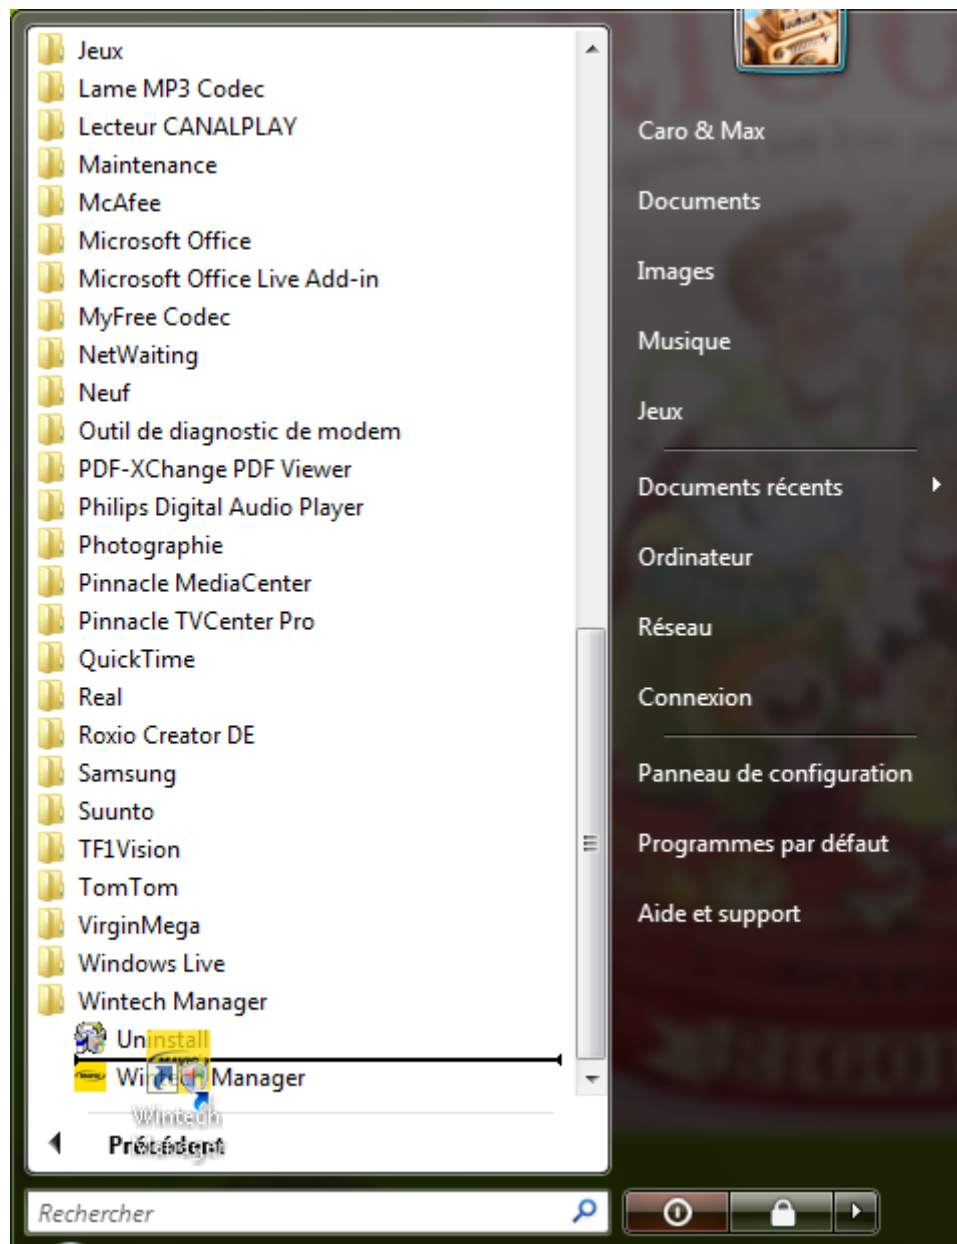 Jeux
Lame MP3 Codec
Lecteur CANALPLAY
Maintenance
McAfee
Microsoft Office
Microsoft Office Live Add-in
MyFree Codec
NetWaiting
Neuf
Outil de diagnostic de modem
PDF-XChange PDF Viewer
Philips Digital Audio Player
Photographie
Pinnacle MediaCenter
Pinnacle TVCenter Pro
QuickTime
Real
Roxio Creator DE
Samsung
Suunto
TF1Vision
TomTom
VirginMega
Windows Live
Wintech Manager
Uninstall
Wintech Manager
Wintech
Manager
Précédent
Rechercher
Caro & Max
Documents
Images
Musique
Jeux
Documents récents
Ordinateur
Réseau
Connexion
Panneau de configuration
Programmes par défaut
Aide et support